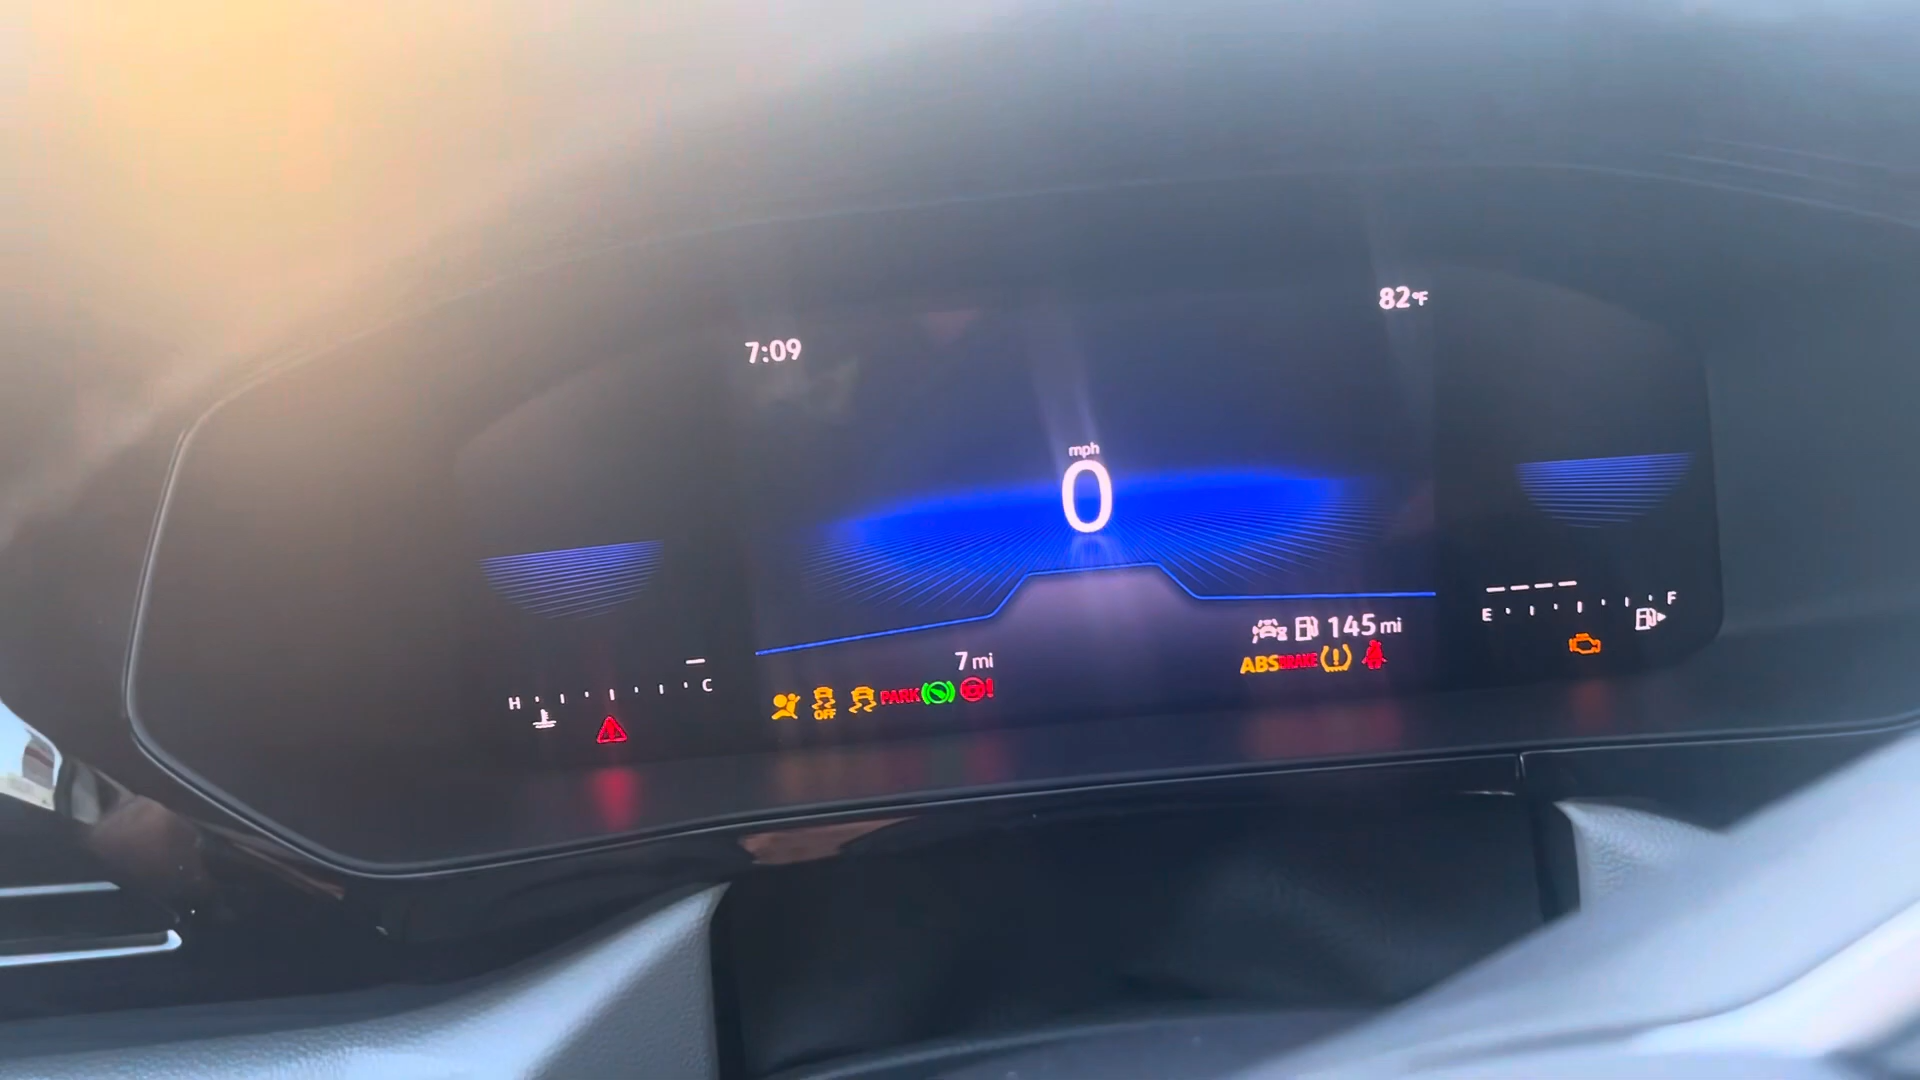 82°F
7:09
mph
0
E F
145 mi
7 mi
ABS BRAKE
H C
OFF PARK